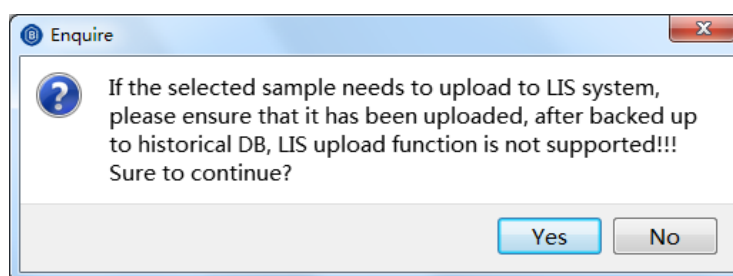 Enquire
If the selected sample needs to upload to LIS system,
please ensure that it has been uploaded, after backed up
to historical DB, LIS upload function is not supported!!!
Sure to continue?
Yes No